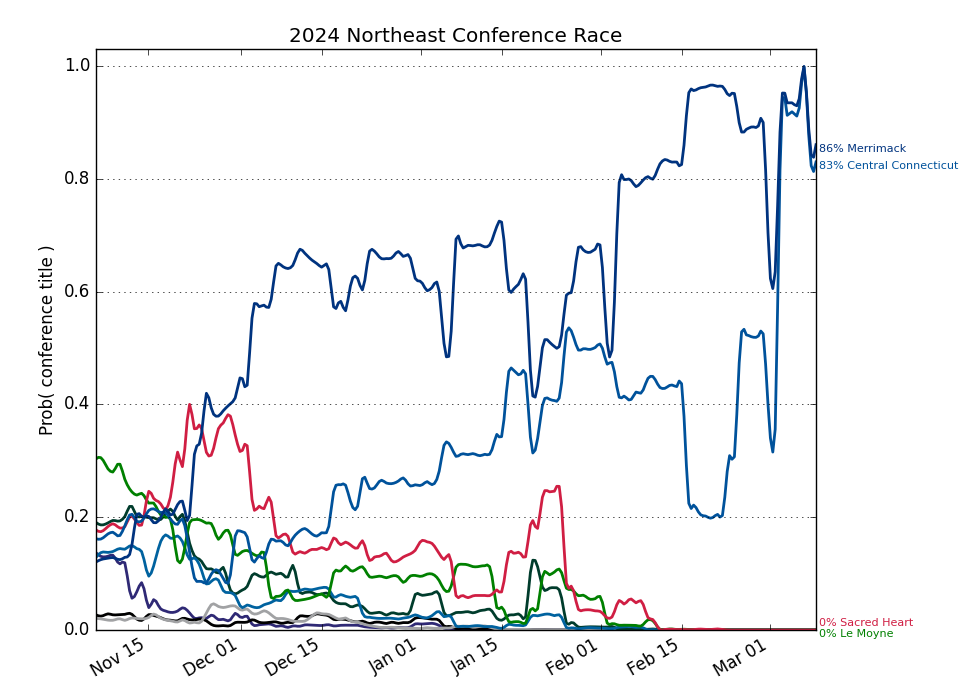 2024 Northeast Conference Race
Prob( conference title )
1.0
0.8
0.6
0.4
0.2
0.0
86% Merrimack
83% Central Connecticut
0% Sacred Heart
0% Le Moyne
Nov 15
Dec 01
Dec 15
Jan 01
Jan 15
Feb 01
Feb 15
Mar 01